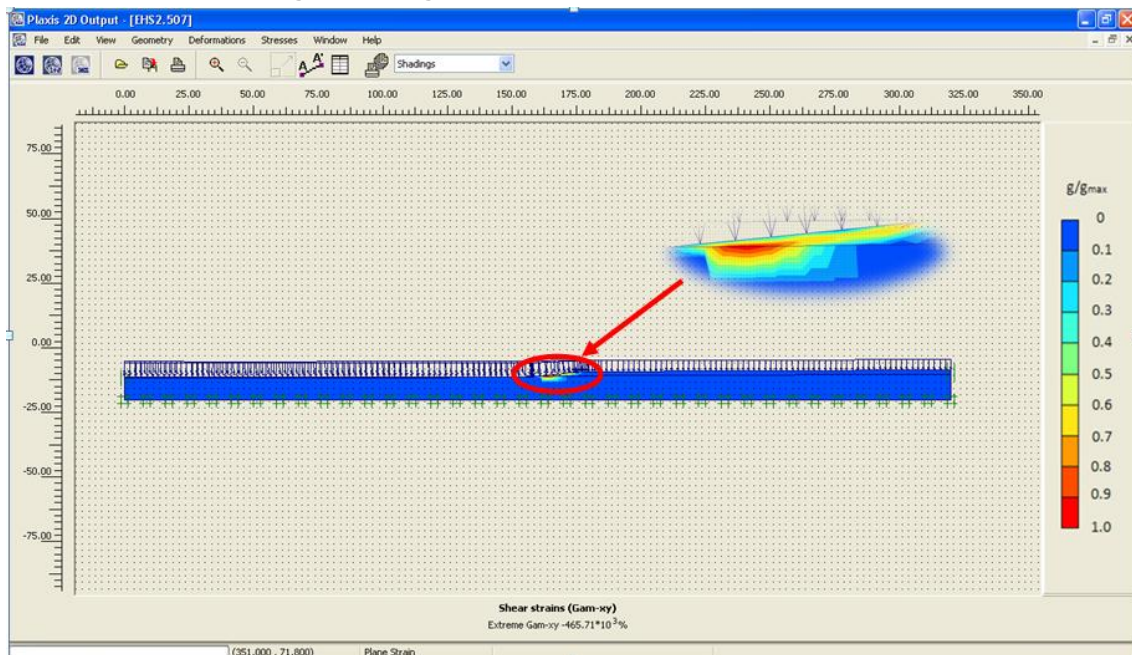 Plaxis 2D Output - [EHS2.507]
File Edit View Geometry Deformations Stresses Window Help
Shadings
0.00 25.00 50.00 75.00 100.00 125.00 150.00 175.00 200.00 225.00 250.00 275.00 300.00 325.00 350.00
75.00
50.00
25.00
0.00
-25.00
-50.00
-75.00
g/gmax
0
0.1
0.2
0.3
0.4
0.5
0.6
0.7
0.8
0.9
1.0
Shear strains (Gam-xy)
Extreme Gam-xy -465.71*10³%
(351.000 , 71.800) Plane Strain